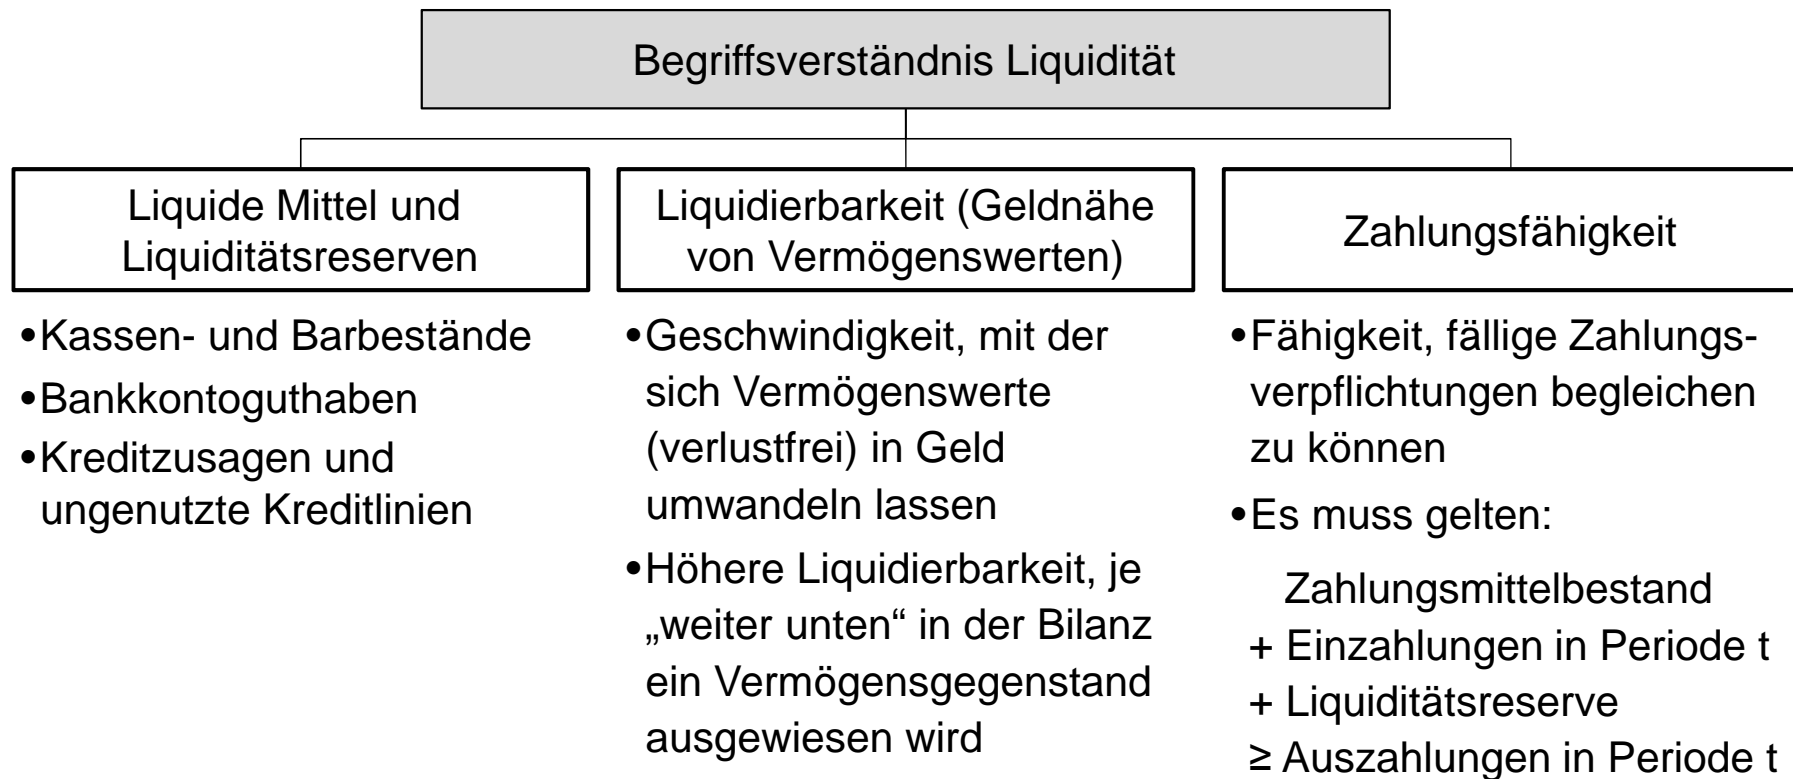 Begriffsverständnis Liquidität
Liquide Mittel und
Liquiditätsreserven
•Kassen- und Barbestände
•Bankkontoguthaben
•Kreditzusagen und
ungenutzte Kreditlinien
Liquidierbarkeit (Geldnähe
von Vermögenswerten)
•Geschwindigkeit, mit der
sich Vermögenswerte
(verlustfrei) in Geld
umwandeln lassen
•Höhere Liquidierbarkeit, je
„weiter unten“ in der Bilanz
ein Vermögensgegenstand
ausgewiesen wird
Zahlungsfähigkeit
•Fähigkeit, fällige Zahlungs-
verpflichtungen begleichen
zu können
•Es muss gelten:
Zahlungsmittelbestand
+ Einzahlungen in Periode t
+ Liquiditätsreserve
≥ Auszahlungen in Periode t